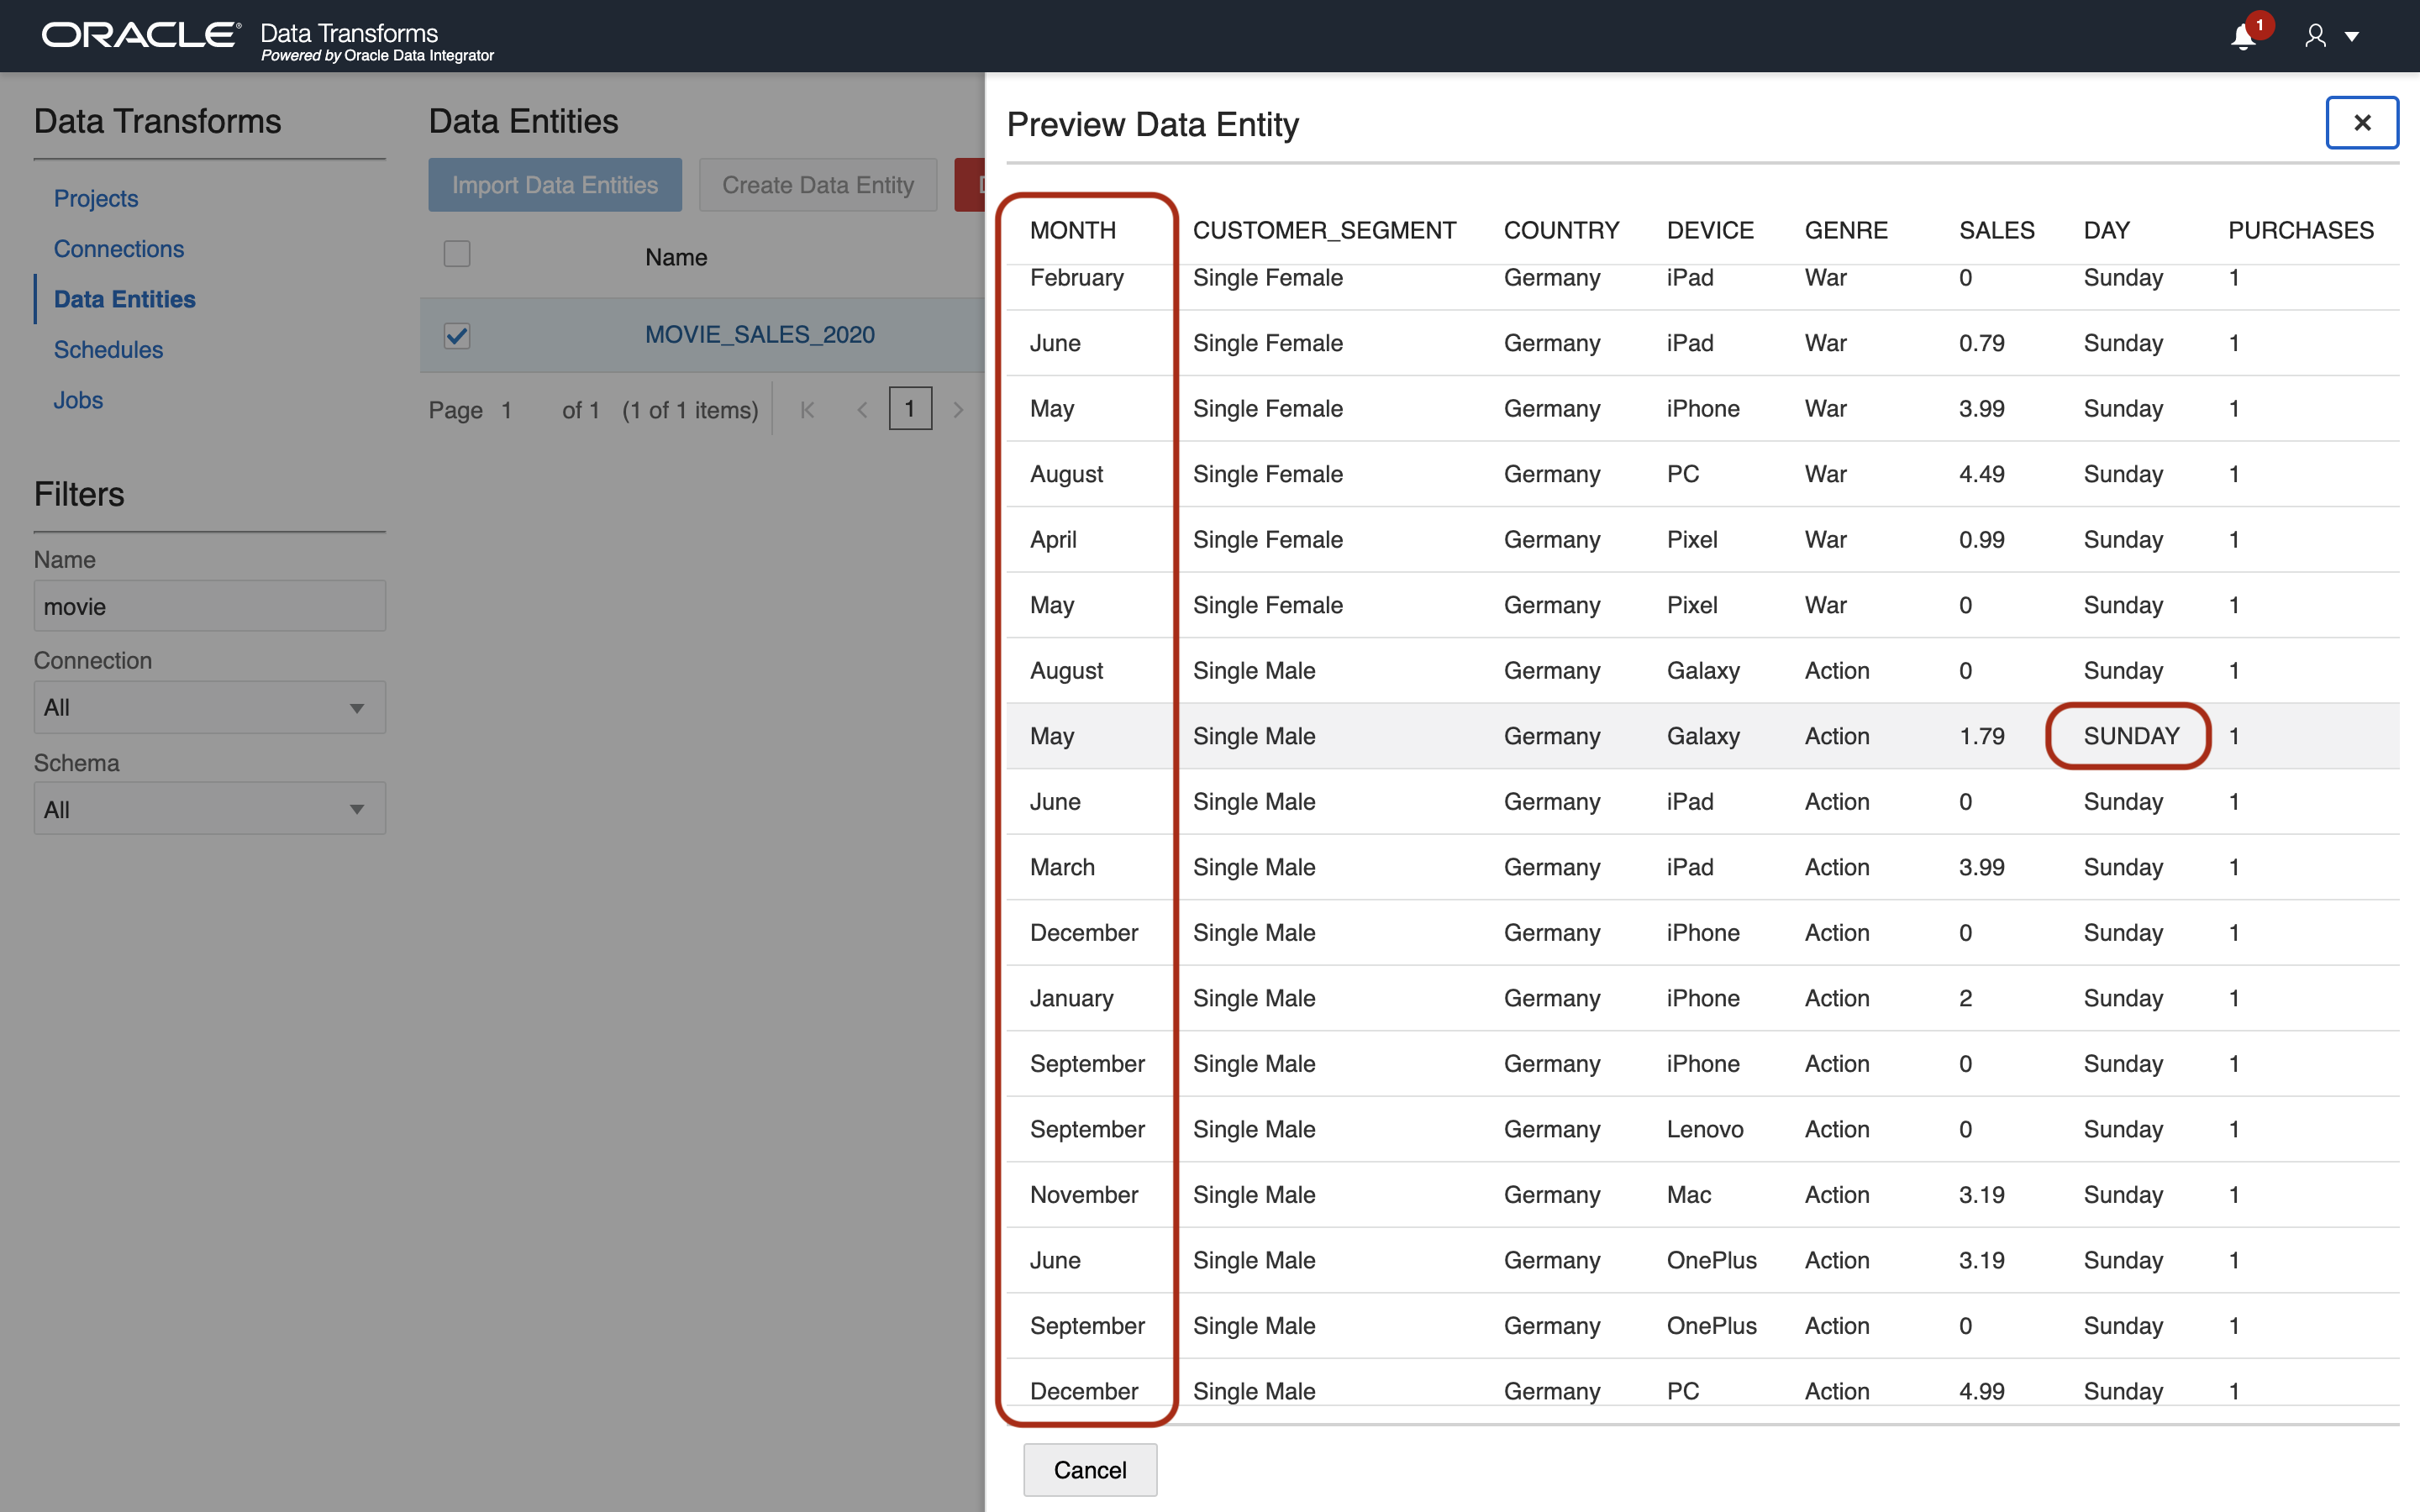 ORACLE® Data Transforms
Powered by Oracle Data Integrator
1
Data Transforms
Projects
Connections
Data Entities
Schedules
Jobs
Filters
Name
movie
Connection
All
Schema
All
Data Entities
Import Data Entities Create Data Entity
Name
MOVIE_SALES_2020
Page 1 of 1 (1 of 1 items) 1
Preview Data Entity
MONTH CUSTOMER_SEGMENT COUNTRY DEVICE GENRE SALES DAY PURCHASES
February Single Female Germany iPad War 0 Sunday 1
June Single Female Germany iPad War 0.79 Sunday 1
May Single Female Germany iPhone War 3.99 Sunday 1
August Single Female Germany PC War 4.49 Sunday 1
April Single Female Germany Pixel War 0.99 Sunday 1
May Single Female Germany Pixel War 0 Sunday 1
August Single Male Germany Galaxy Action 0 Sunday 1
May Single Male Germany Galaxy Action 1.79 SUNDAY 1
June Single Male Germany iPad Action 0 Sunday 1
March Single Male Germany iPad Action 3.99 Sunday 1
December Single Male Germany iPhone Action 0 Sunday 1
January Single Male Germany iPhone Action 2 Sunday 1
September Single Male Germany iPhone Action 0 Sunday 1
September Single Male Germany Lenovo Action 0 Sunday 1
November Single Male Germany Mac Action 3.19 Sunday 1
June Single Male Germany OnePlus Action 3.19 Sunday 1
September Single Male Germany OnePlus Action 0 Sunday 1
December Single Male Germany PC Action 4.99 Sunday 1
Cancel